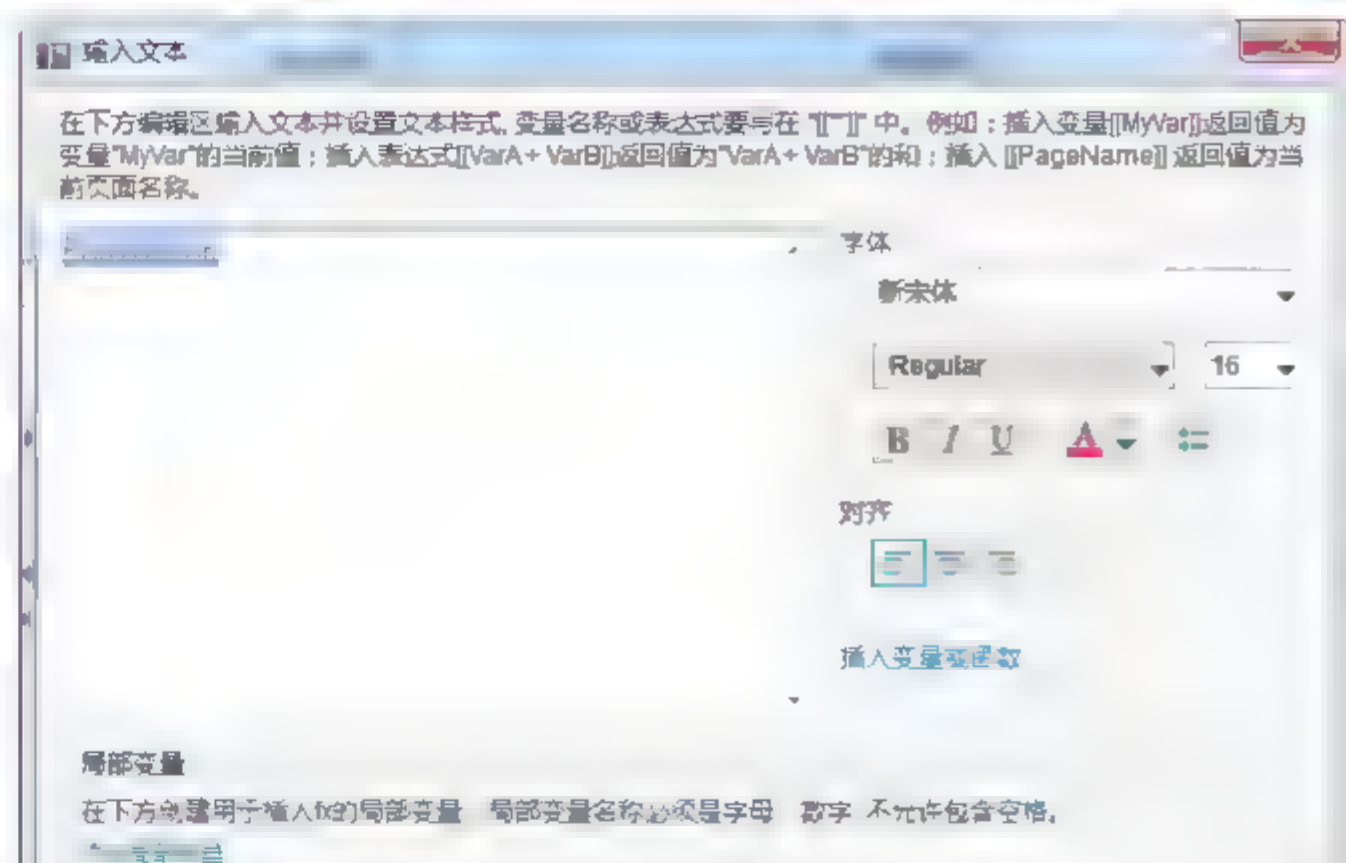 输入文本
在下方编辑区输入文本并设置文本样式,变量名称或表达式要写在 "[[" "]]" 中。例如：插入变量[[MyVar]]返回值为
变量"MyVar"的当前值；插入表达式[[VarA + VarB]]返回值为"VarA + VarB"的和；插入 [[PageName]] 返回值为当
前页面名称。
字体
新宋体
Regular 16
B I U A
对齐
插入变量或函数
局部变量
在下方创建用于插入fx的局部变量 局部变量名称必须是字母 数字 不允许包含空格。